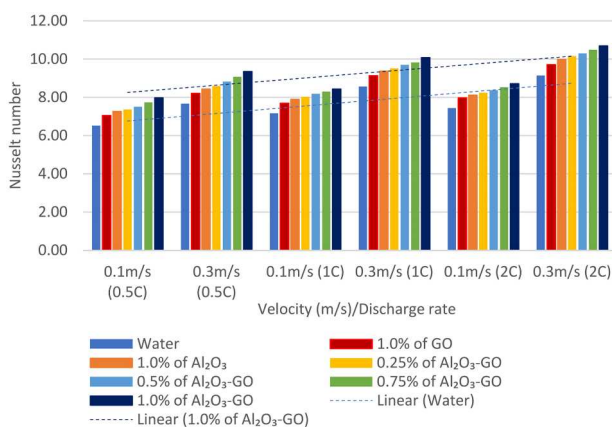 12.00
10.00
8.00
6.00
4.00
2.00
0.00
Nusselt number
0.1m/s (0.5C)
0.3m/s (0.5C)
0.1m/s (1C)
0.3m/s (1C)
0.1m/s (2C)
0.3m/s (2C)
Velocity (m/s)/Discharge rate
Water
1.0% of GO
1.0% of Al₂O₃
0.25% of Al₂O₃-GO
0.5% of Al₂O₃-GO
0.75% of Al₂O₃-GO
1.0% of Al₂O₃-GO
Linear (Water)
Linear (1.0% of Al₂O₃-GO)